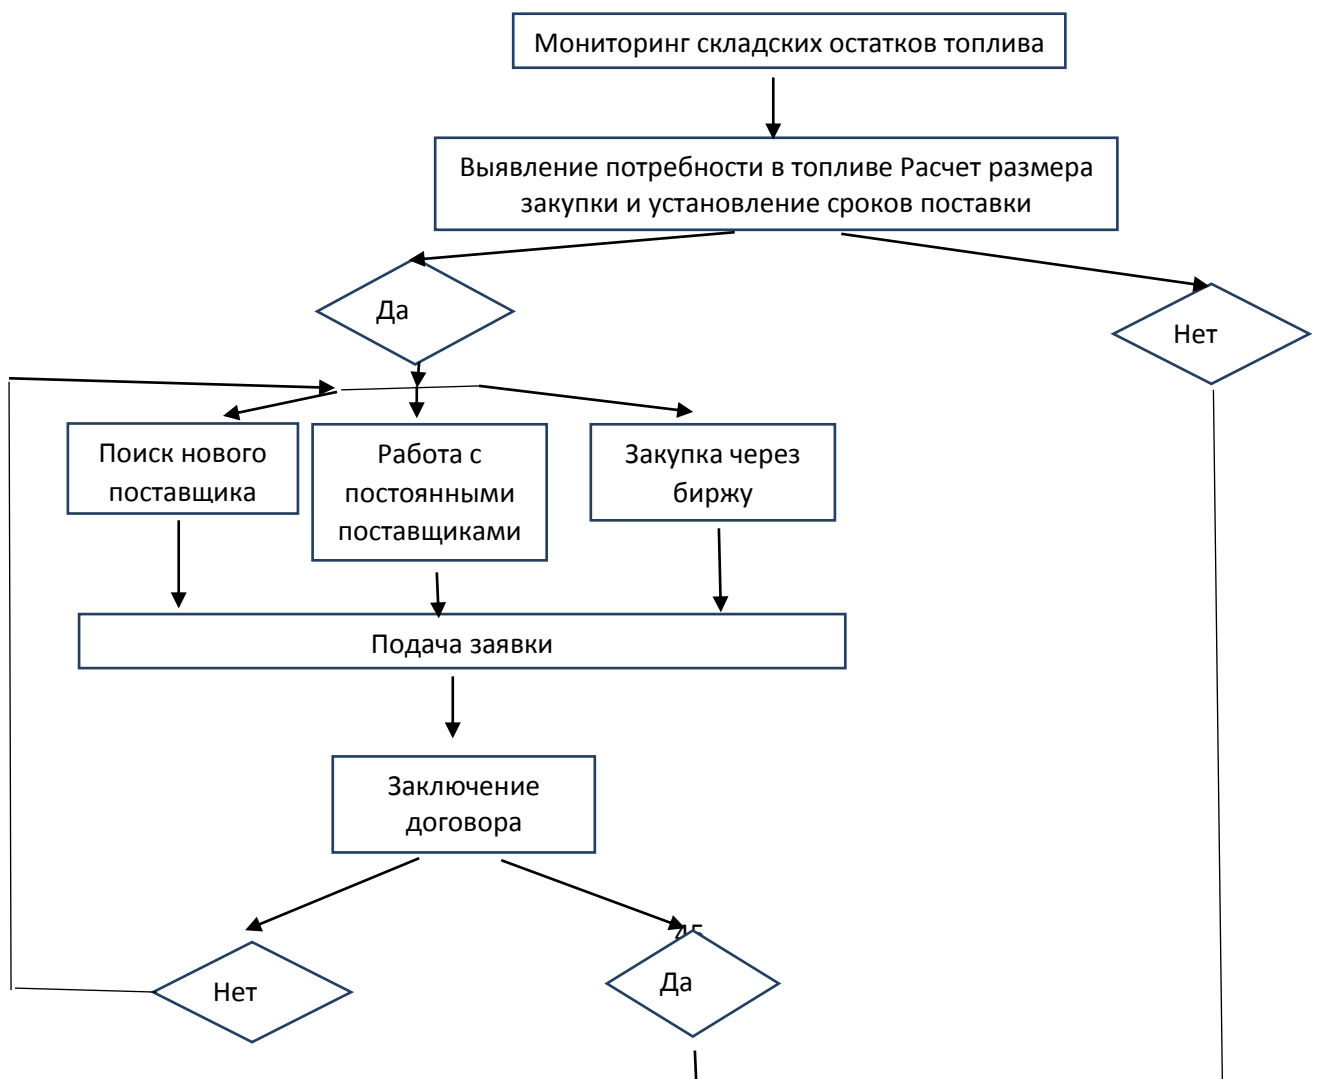 Мониторинг складских остатков топлива
Выявление потребности в топливе Расчет размера
закупки и установление сроков поставки
Да
Нет
Поиск нового
поставщика
Работа с
постоянными
поставщиками
Закупка через
биржу
Подача заявки
Заключение
договора
Нет
Да